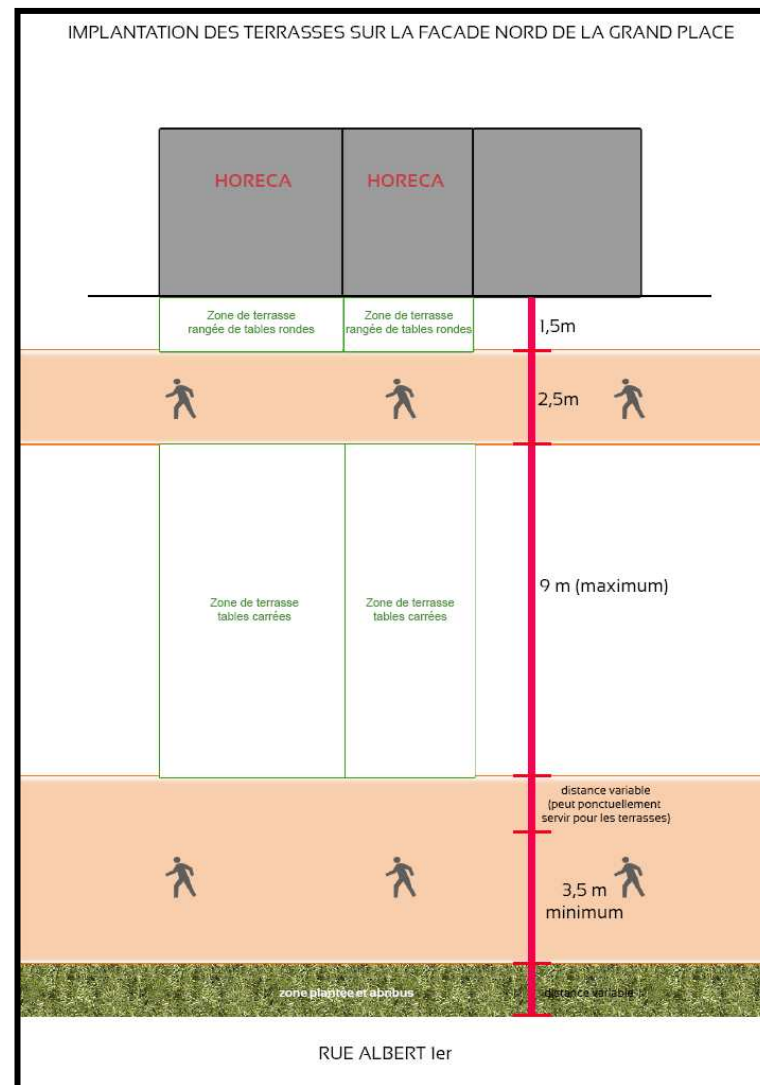 IMPLANTATION DES TERRASSES SUR LA FACADE NORD DE LA GRAND PLACE
HORECA
HORECA
Zone de terrasse
rangée de tables rondes
Zone de terrasse
rangée de tables rondes
1,5m
2,5m
9 m (maximum)
Zone de terrasse
tables carrées
Zone de terrasse
tables carrées
distance variable
(peut ponctuellement
servir pour les terrasses)
3,5 m
minimum
zone plantée et abribus
distance variable
RUE ALBERT 1er